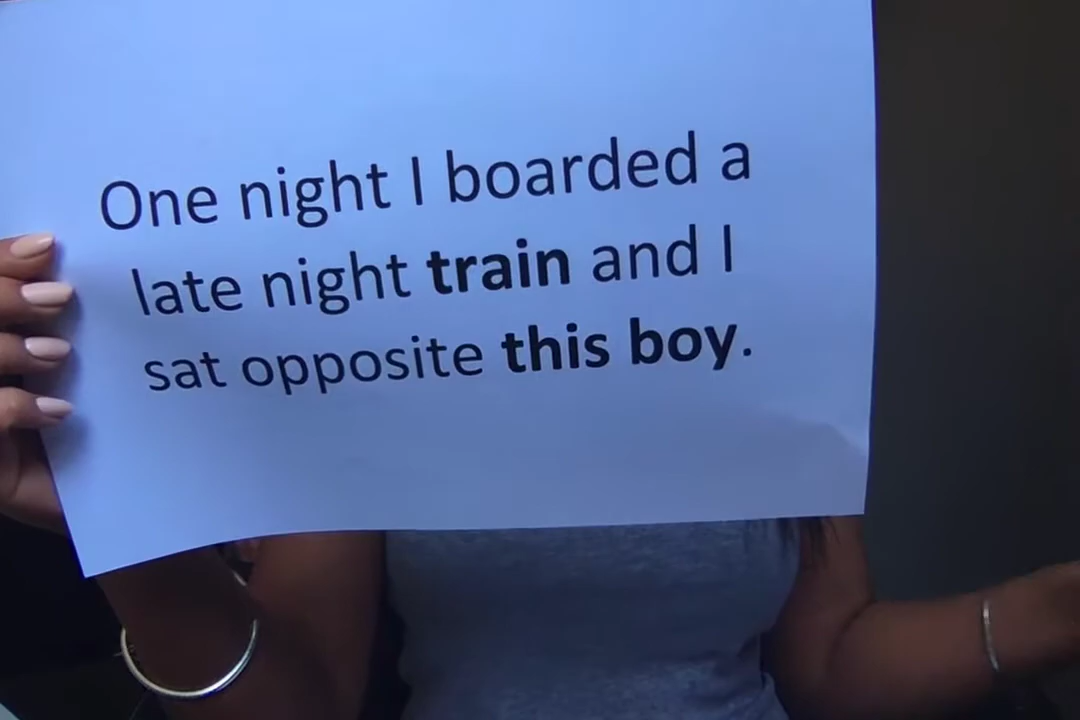 One night I boarded a
late night train and I
sat opposite this boy.